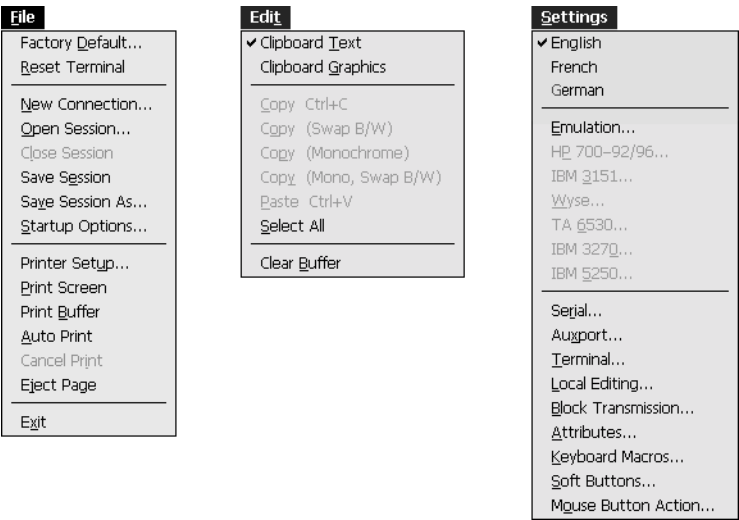 File
Factory Default...
Reset Terminal
New Connection...
Open Session...
Close Session
Save Session
Save Session As...
Startup Options...
Printer Setup...
Print Screen
Print Buffer
Auto Print
Cancel Print
Eject Page
Exit
Edit
✔ Clipboard Text
Clipboard Graphics
Copy Ctrl+C
Copy (Swap B/W)
Copy (Monochrome)
Copy (Mono, Swap B/W)
Paste Ctrl+V
Select All
Clear Buffer
Settings
✔ English
French
German
Emulation...
HP 700-92/96...
IBM 3151...
Wyse...
TA 6530...
IBM 3270...
IBM 5250...
Serial...
Auxport...
Terminal...
Local Editing...
Block Transmission...
Attributes...
Keyboard Macros...
Soft Buttons...
Mouse Button Action...